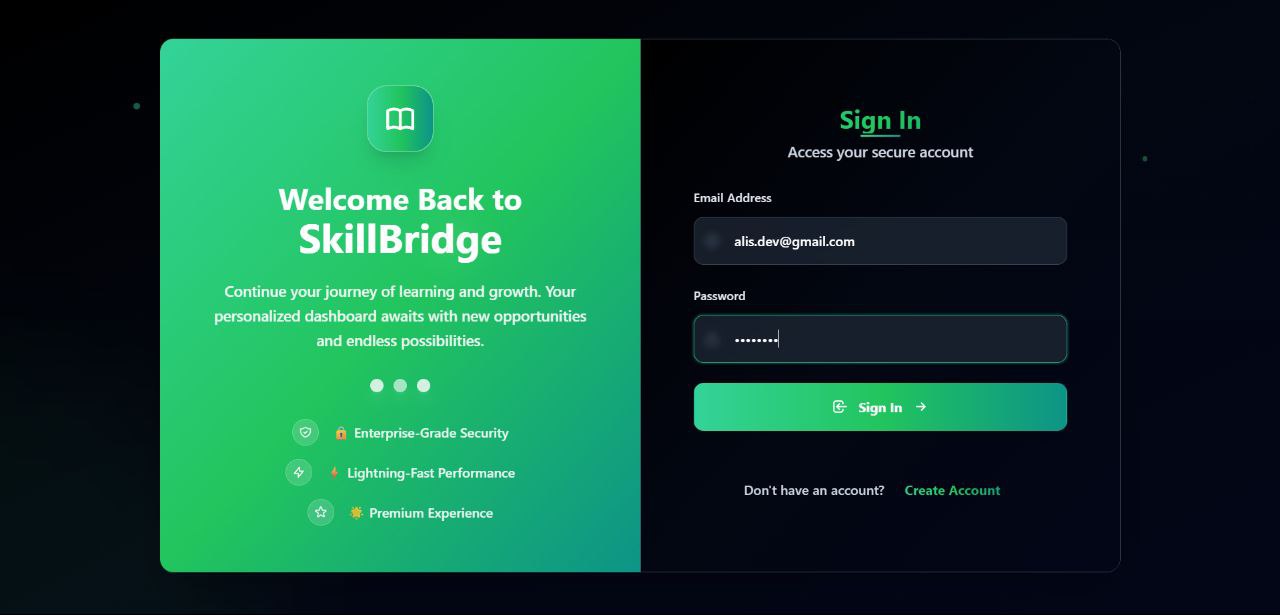 Welcome Back to
SkillBridge
Continue your journey of learning and growth. Your
personalized dashboard awaits with new opportunities
and endless possibilities.
🔒 Enterprise-Grade Security
⚡ Lightning-Fast Performance
🌟 Premium Experience
Sign In
Access your secure account
Email Address
alis.dev@gmail.com
Password
••••••••
Sign In →
Don't have an account? Create Account